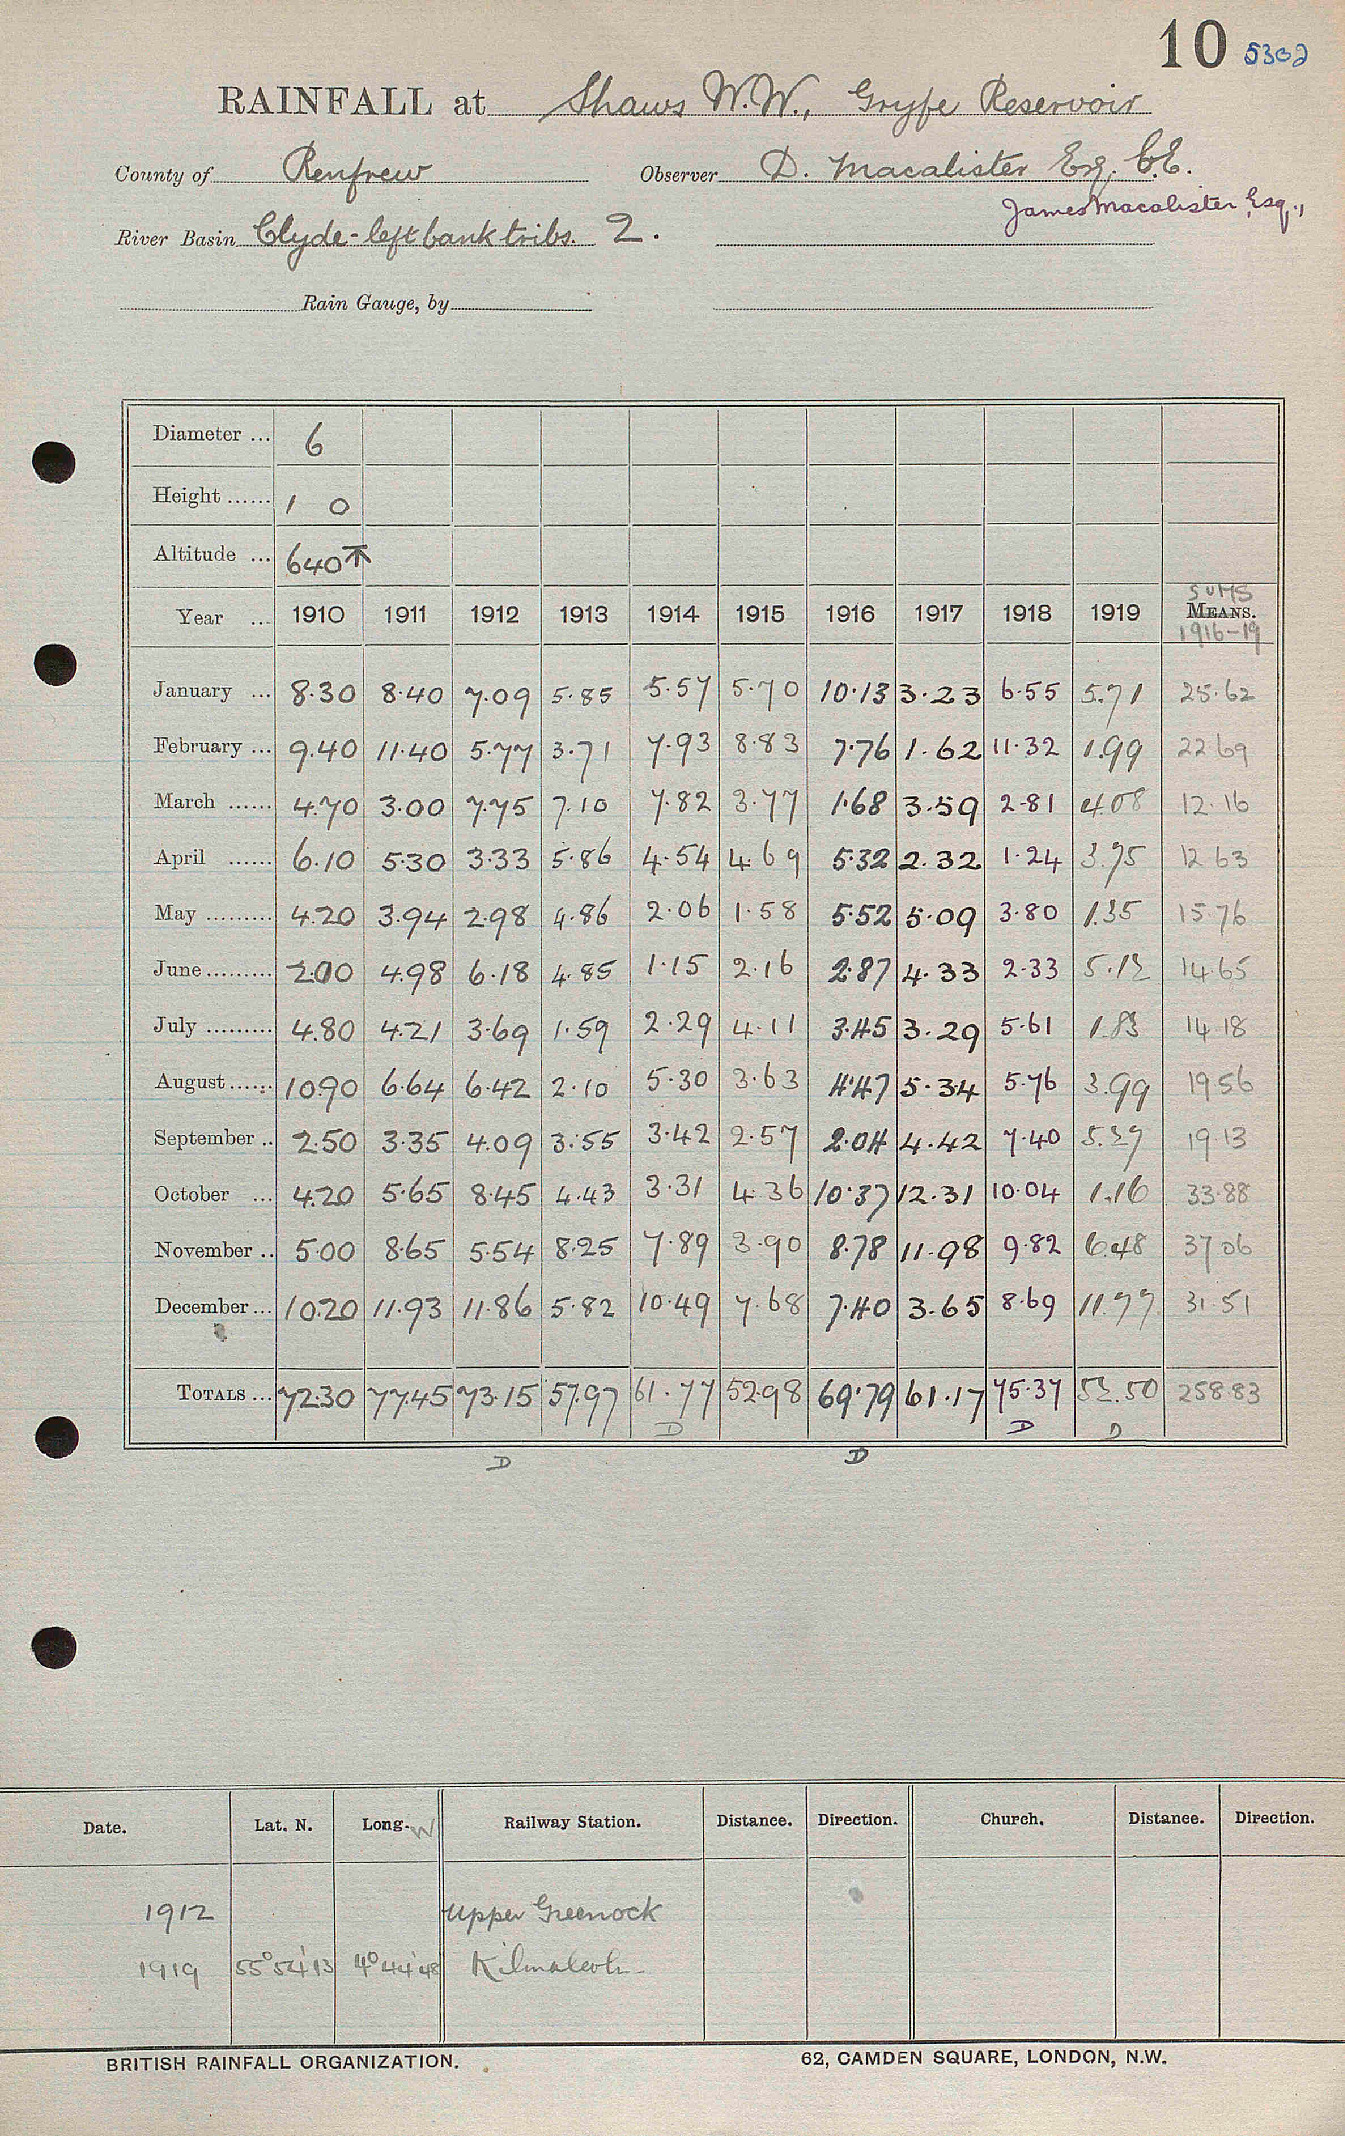 10 5302
RAINFALL at Shaws W.W., Gryfe Reservoir
County of Renfrew Observer D. Macalister Esq. C.E.
James Macalister, Esq.,
River Basin Clyde - left bank tribs. 2.
Rain Gauge, by
Diameter ... 6
Height ...... 1 0
Altitude ... 640 ↑
SUMS
Year ... 1910 1911 1912 1913 1914 1915 1916 1917 1918 1919 MEANS.
1916-19
January ... 8.30 8.40 7.09 5.85 5.57 5.70 10.13 3.23 6.55 5.71 25.62
February ... 9.40 11.40 5.77 3.71 7.93 8.83 7.76 1.62 11.32 1.99 22.69
March ...... 4.70 3.00 7.75 7.10 7.82 3.77 1.68 3.59 2.81 4.08 12.16
April ...... 6.10 5.30 3.33 5.86 4.54 4.69 5.32 2.32 1.24 3.75 12.63
May ......... 4.20 3.94 2.98 4.86 2.06 1.58 5.52 5.09 3.80 1.35 15.76
June ......... 2.00 4.98 6.18 4.85 1.15 2.16 2.87 4.33 2.33 5.12 14.65
July ......... 4.80 4.21 3.69 1.59 2.29 4.11 3.45 3.29 5.61 1.83 14.18
August ...... 10.90 6.64 6.42 2.10 5.30 3.63 4.47 5.34 5.76 3.99 19.56
September .. 2.50 3.35 4.09 3.55 3.42 2.57 2.04 4.42 7.40 5.27 19.13
October ... 4.20 5.65 8.45 4.43 3.31 4.36 10.37 12.31 10.04 1.16 33.88
November .. 5.00 8.65 5.54 8.25 7.89 3.90 8.78 11.98 9.82 6.48 37.06
December ... 10.20 11.93 11.86 5.82 10.49 7.68 7.40 3.65 8.69 11.77 31.51
TOTALS ... 72.30 77.45 73.15 57.97 61.77 52.98 69.79 61.17 75.37 52.50 258.83
D D D
D D
Date. Lat. N. Long. W Railway Station. Distance. Direction. Church. Distance. Direction.
1912 Upper Greenock
1919 55° 54' 13 4° 44' 48 Kilmalcolm
BRITISH RAINFALL ORGANIZATION. 62, CAMDEN SQUARE, LONDON, N.W.